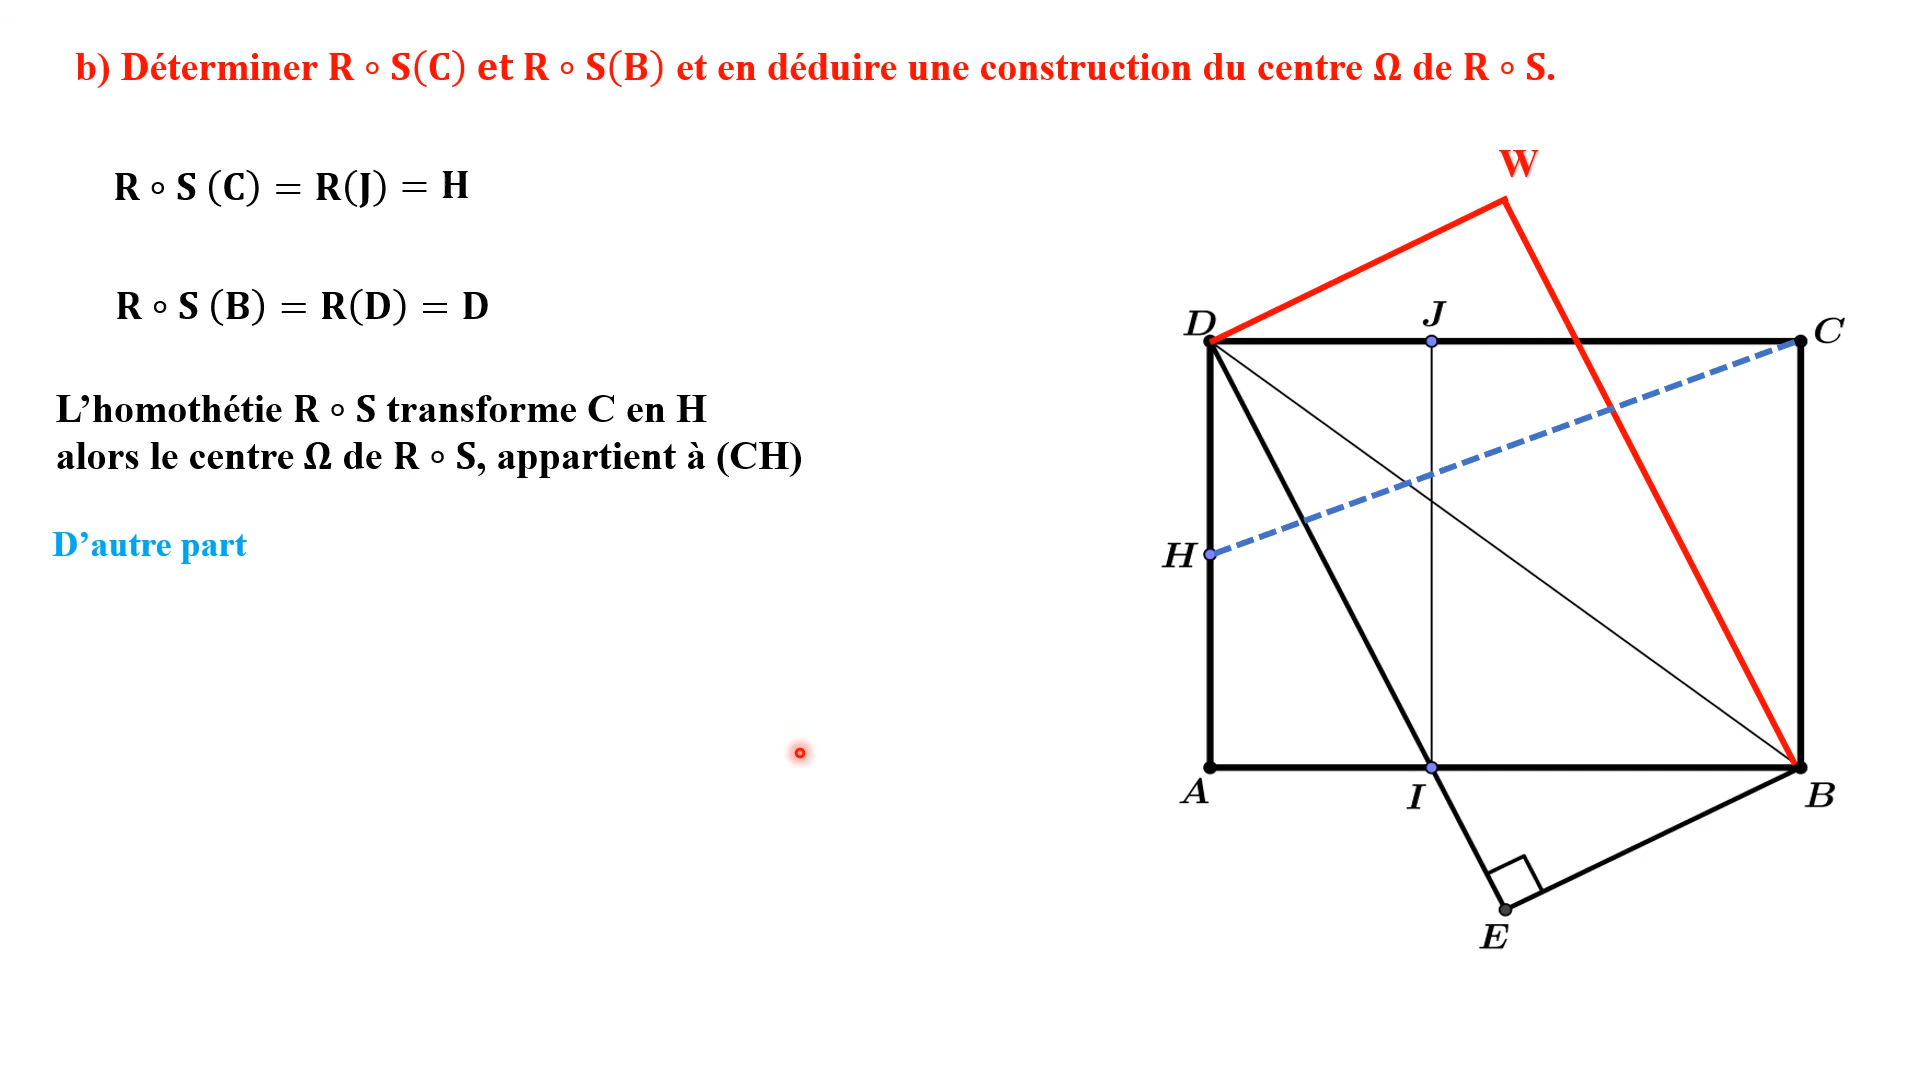 b) Déterminer R ∘ S(C) et R ∘ S(B) et en déduire une construction du centre Ω de R ∘ S.
R ∘ S (C) = R(J) = H
R ∘ S (B) = R(D) = D
L’homothétie R ∘ S transforme C en H
alors le centre Ω de R ∘ S, appartient à (CH)
D’autre part
W
D
J
C
H
A
I
B
E